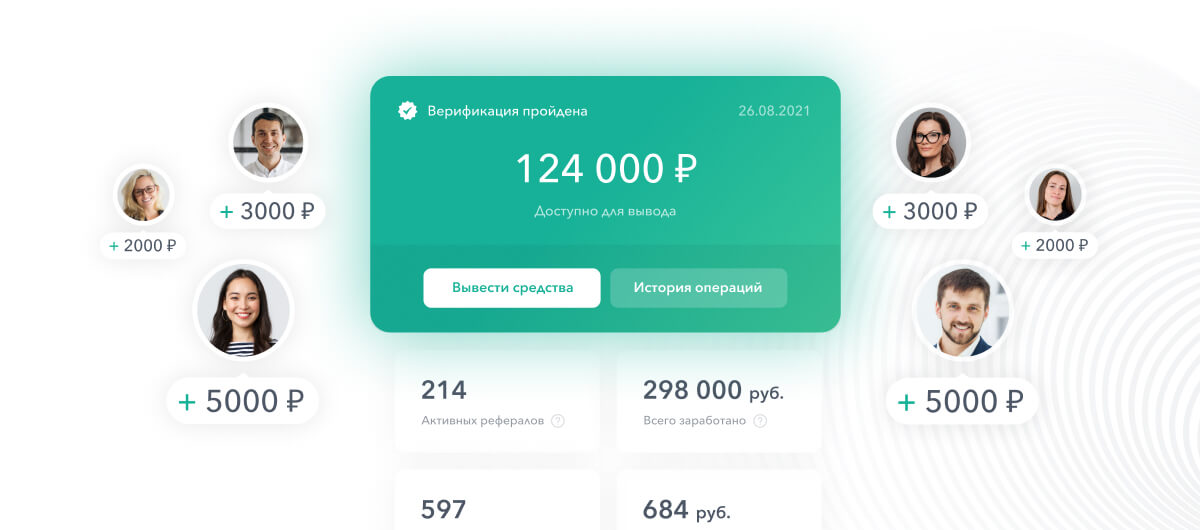 Верификация пройдена
26.08.2021
124 000 ₽
Доступно для вывода
Вывести средства
История операций
+ 2000 ₽
+ 3000 ₽
+ 5000 ₽
+ 3000 ₽
+ 2000 ₽
+ 5000 ₽
214
Активных рефералов ?
298 000 руб.
Всего заработано ?
597
684 руб.